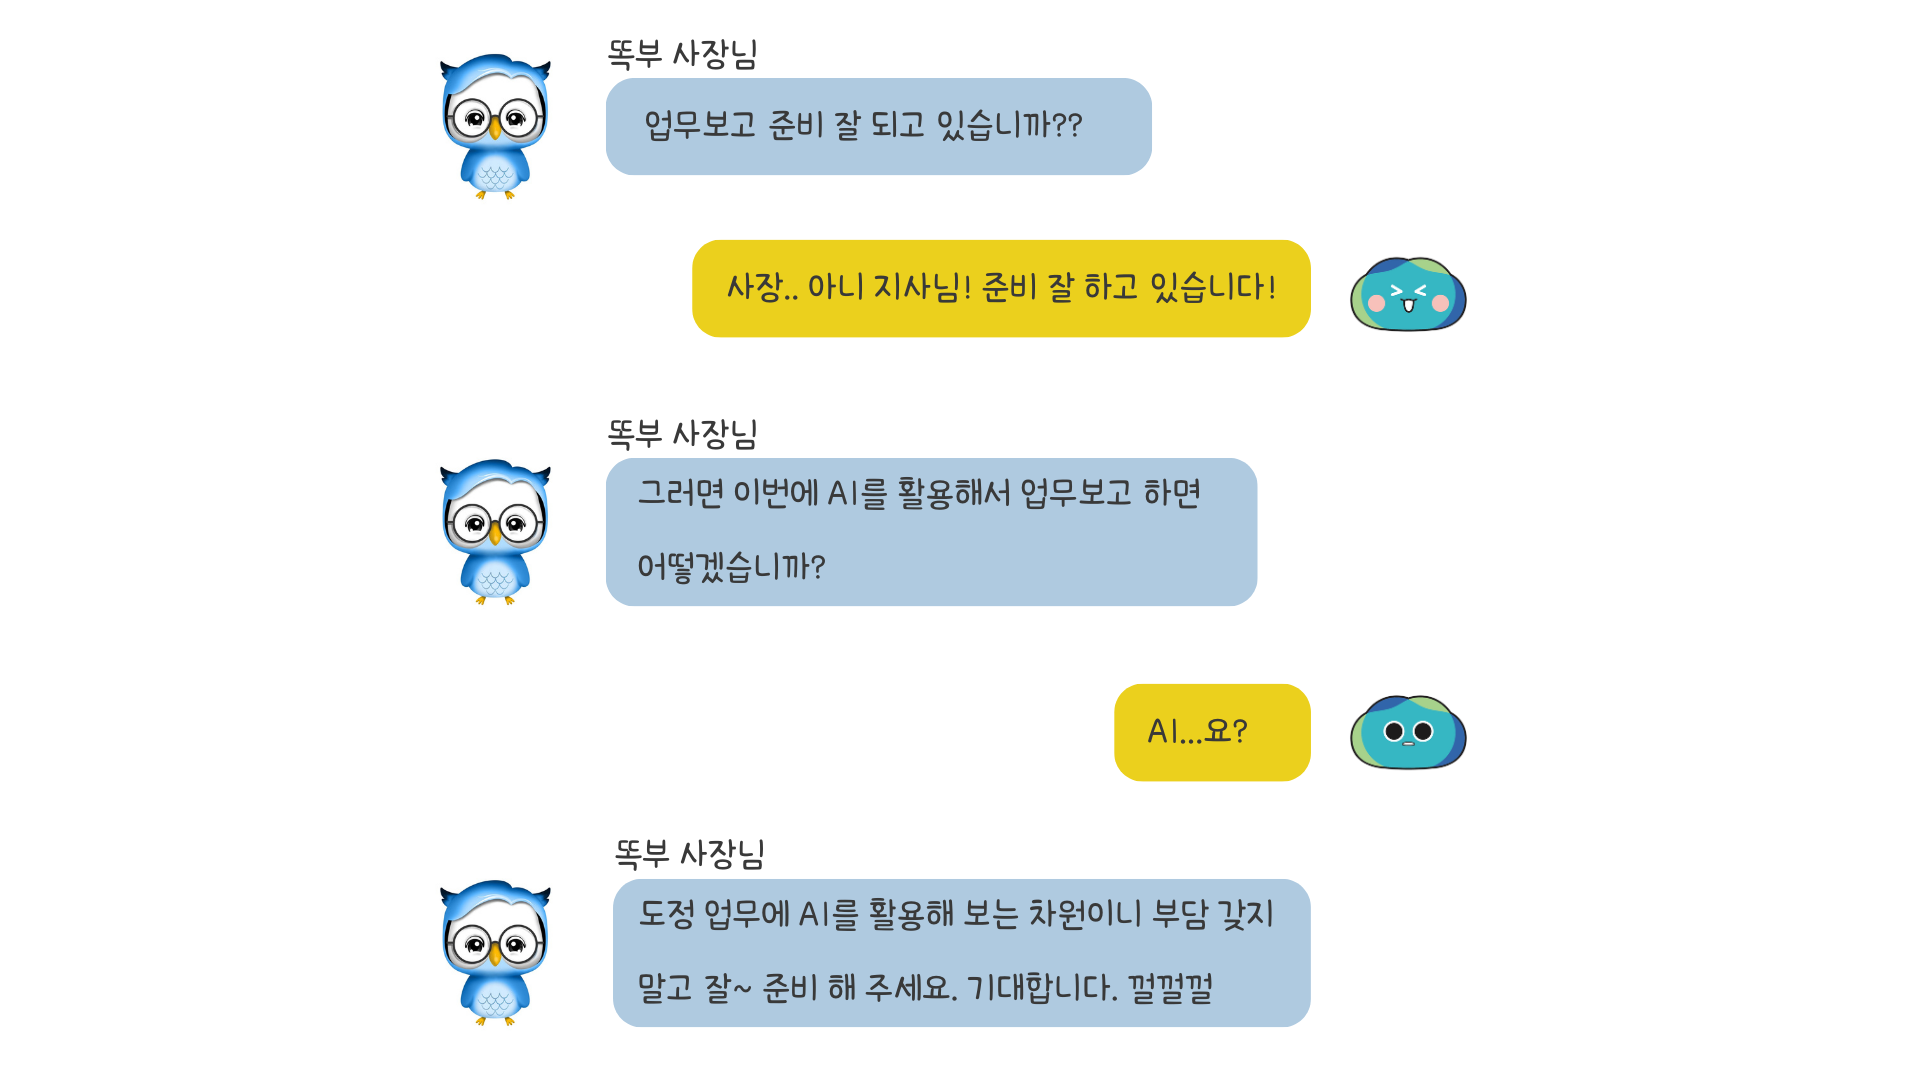 똑부 사장님
업무보고 준비 잘 되고 있습니까??
사장.. 아니 지사님! 준비 잘 하고 있습니다!
똑부 사장님
그러면 이번에 AI를 활용해서 업무보고 하면
어떻겠습니까?
AI...요?
똑부 사장님
도정 업무에 AI를 활용해 보는 차원이니 부담 갖지
말고 잘~ 준비 해 주세요. 기대합니다. 껄껄껄